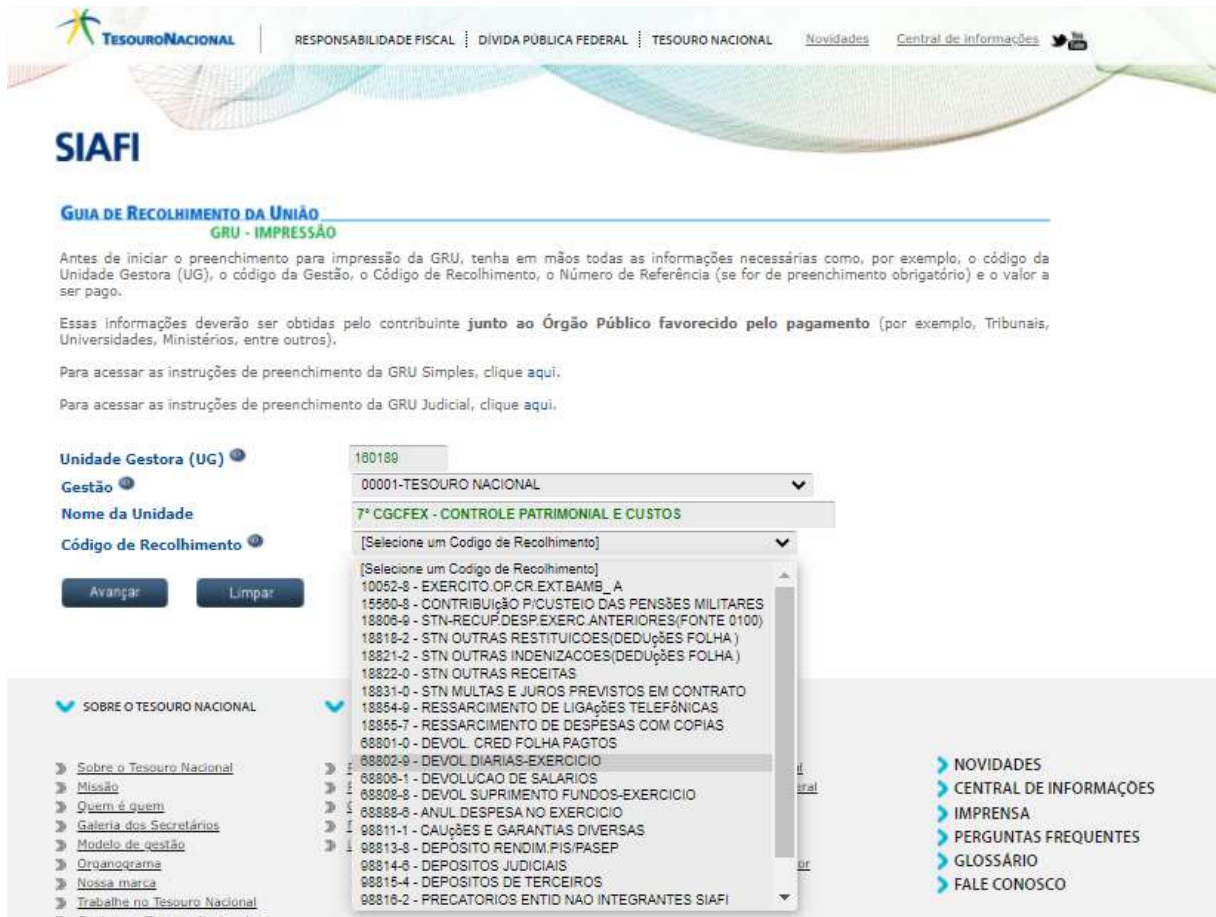 TESOURONACIONAL
RESPONSABILIDADE FISCAL
DÍVIDA PÚBLICA FEDERAL
TESOURO NACIONAL
Novidades
Central de Informações
You
Tube
SIAFI
GUIA DE RECOLHIMENTO DA UNIÃO
GRU - IMPRESSÃO
Antes de iniciar o preenchimento para impressão da GRU, tenha em mãos todas as informações necessárias como, por exemplo, o código da
Unidade Gestora (UG), o código da Gestão, o Código de Recolhimento, o Número de Referência (se for de preenchimento obrigatório) e o valor a
ser pago.
Essas informações deverão ser obtidas pelo contribuinte junto ao Órgão Público favorecido pelo pagamento (por exemplo, Tribunais,
Universidades, Ministérios, entre outros).
Para acessar as instruções de preenchimento da GRU Simples, clique aqui.
Para acessar as instruções de preenchimento da GRU Judicial, clique aqui.
Unidade Gestora (UG)
160189
Gestão
00001-TESOURO NACIONAL
Nome da Unidade
7º CGCFEX - CONTROLE PATRIMONIAL E CUSTOS
Código de Recolhimento
[Selecione um Codigo de Recolhimento]
Avançar
Limpar
[Selecione um Codigo de Recolhimento]
10052-8 - EXERCITO.OP.CR.EXT.BAMB_ A
15560-8 - CONTRIBUIçãO P/CUSTEIO DAS PENSõES MILITARES
18806-9 - STN-RECUP.DESP.EXERC.ANTERIORES(FONTE 0100)
18818-2 - STN OUTRAS RESTITUICOES(DEDUçõES FOLHA )
18821-2 - STN OUTRAS INDENIZACOES(DEDUçõES FOLHA )
18822-0 - STN OUTRAS RECEITAS
18831-0 - STN MULTAS E JUROS PREVISTOS EM CONTRATO
18854-9 - RESSARCIMENTO DE LIGAçõES TELEFôNICAS
18855-7 - RESSARCIMENTO DE DESPESAS COM COPIAS
68801-0 - DEVOL. CRED FOLHA PAGTOS
68802-9 - DEVOL.DIARIAS-EXERCICIO
68806-1 - DEVOLUCAO DE SALARIOS
68808-8 - DEVOL SUPRIMENTO FUNDOS-EXERCICIO
68888-6 - ANUL.DESPESA NO EXERCICIO
98811-1 - CAUçõES E GARANTIAS DIVERSAS
98813-8 - DEPOSITO RENDIM.PIS/PASEP
98814-6 - DEPOSITOS JUDICIAIS
98815-4 - DEPOSITOS DE TERCEIROS
98816-2 - PRECATORIOS ENTID NAO INTEGRANTES SIAFI
SOBRE O TESOURO NACIONAL
Sobre o Tesouro Nacional
Missão
Quem é quem
Galeria dos Secretários
Modelo de gestão
Organograma
Nossa marca
Trabalhe no Tesouro Nacional
NOVIDADES
CENTRAL DE INFORMAÇÕES
IMPRENSA
PERGUNTAS FREQUENTES
GLOSSÁRIO
FALE CONOSCO